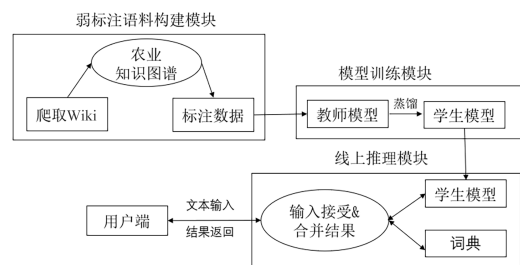 弱标注语料构建模块
农业
知识图谱
爬取Wiki
标注数据
模型训练模块
教师模型
蒸馏
学生模型
线上推理模块
用户端
文本输入
结果返回
输入接受&
合并结果
学生模型
词典